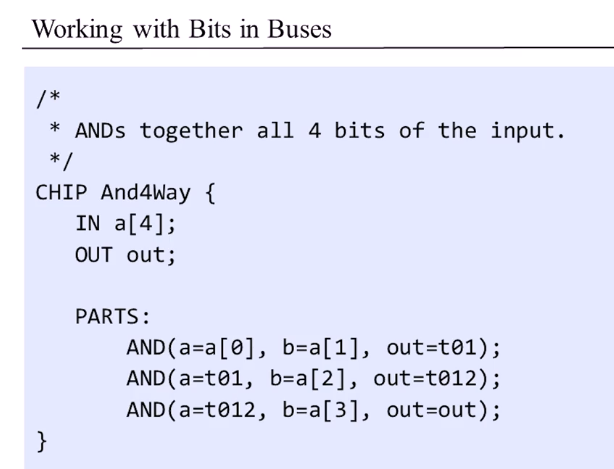 Working with Bits in Buses
/*
 * ANDs together all 4 bits of the input.
 */
CHIP And4Way {
   IN a[4];
   OUT out;
   PARTS:
       AND(a=a[0], b=a[1], out=t01);
       AND(a=t01, b=a[2], out=t012);
       AND(a=t012, b=a[3], out=out);
}